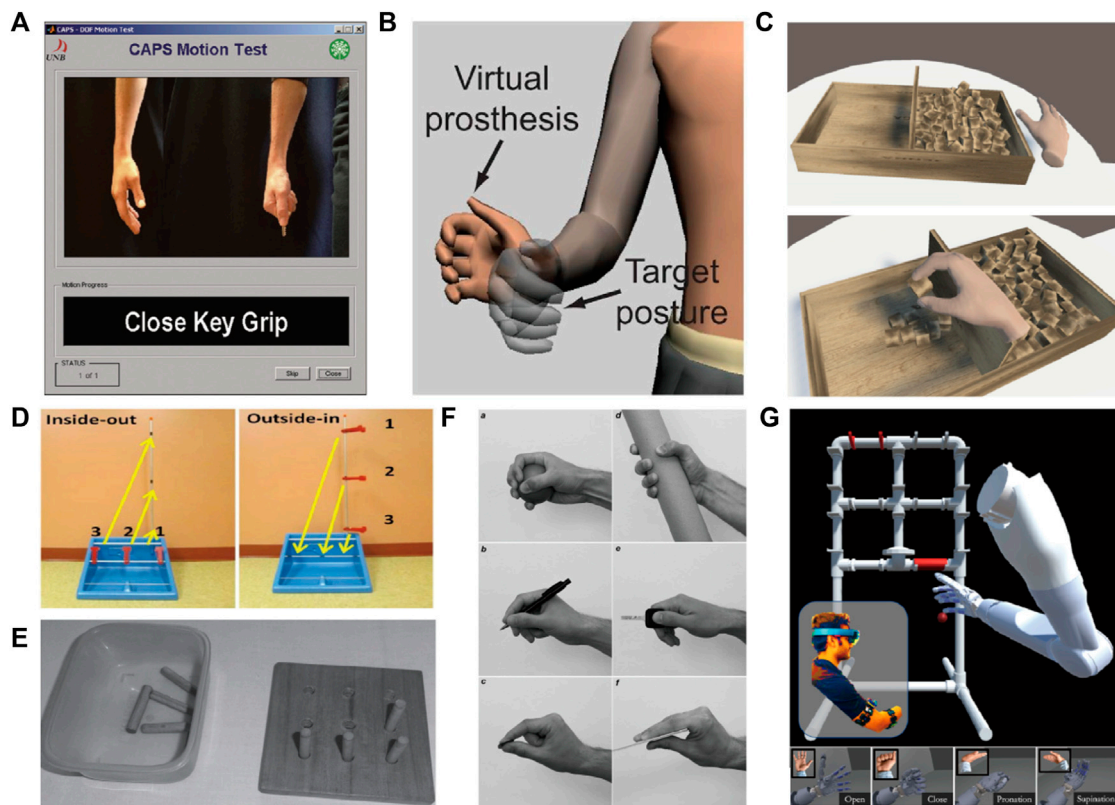 A
CAPS - DOF Motion Test
UNB
CAPS Motion Test
Motion Progress
Close Key Grip
STATUS
1 of 1
Skip
Close
B
Virtual
prosthesis
Target
posture
C
D
Inside-out
3 2 1
Outside-in
1
2
3
E
F
a
d
b
e
c
f
G
Open
Close
Pronation
Supination